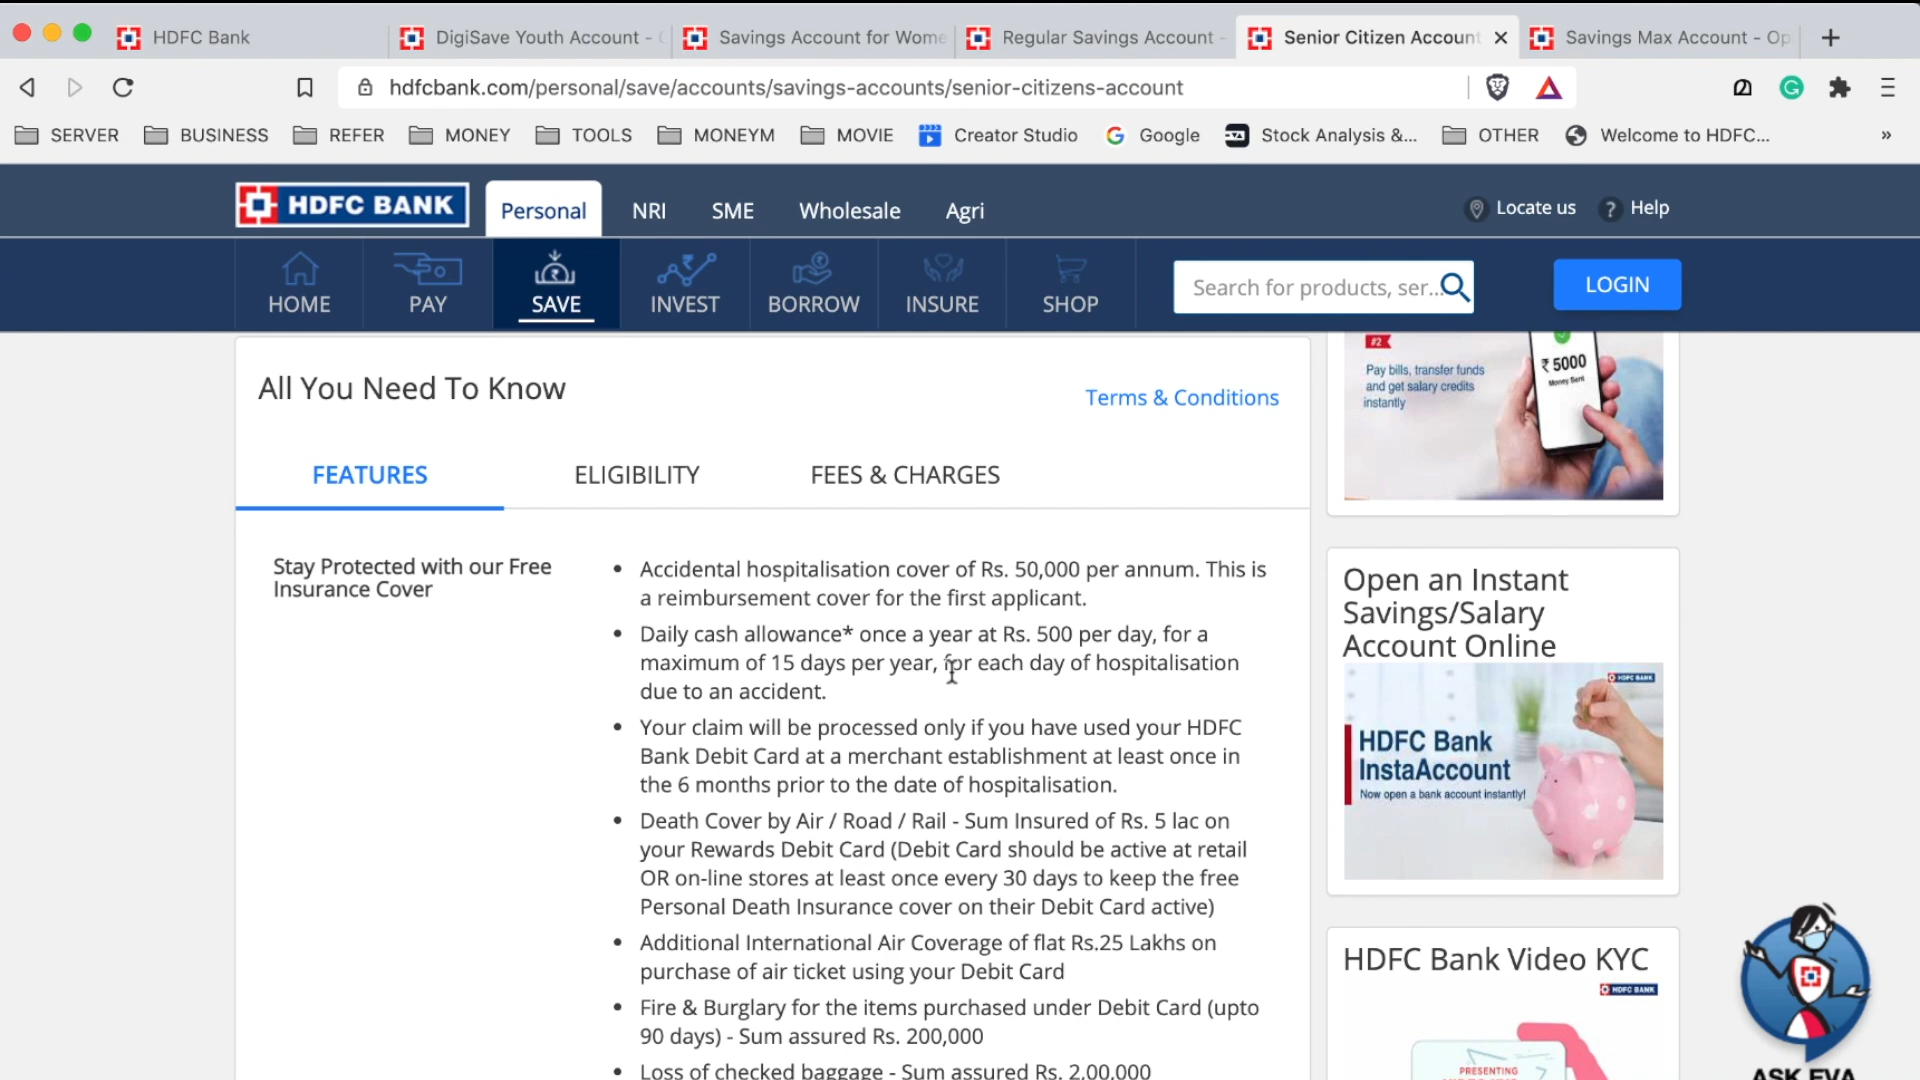 HDFC Bank
DigiSave Youth Account -
Savings Account for Wome
Regular Savings Account -
Senior Citizen Account
Savings Max Account - Op
hdfcbank.com/personal/save/accounts/savings-accounts/senior-citizens-account
SERVER
BUSINESS
REFER
MONEY
TOOLS
MONEYM
MOVIE
Creator Studio
Google
Stock Analysis &...
OTHER
Welcome to HDFC...
»
HDFC BANK
Personal
NRI
SME
Wholesale
Agri
Locate us
? Help
HOME
PAY
SAVE
INVEST
BORROW
INSURE
SHOP
Search for products, ser...
LOGIN
All You Need To Know
Terms & Conditions
FEATURES
ELIGIBILITY
FEES & CHARGES
Stay Protected with our Free
Insurance Cover
• Accidental hospitalisation cover of Rs. 50,000 per annum. This is
a reimbursement cover for the first applicant.
• Daily cash allowance* once a year at Rs. 500 per day, for a
maximum of 15 days per year, for each day of hospitalisation
due to an accident.
• Your claim will be processed only if you have used your HDFC
Bank Debit Card at a merchant establishment at least once in
the 6 months prior to the date of hospitalisation.
• Death Cover by Air / Road / Rail - Sum Insured of Rs. 5 lac on
your Rewards Debit Card (Debit Card should be active at retail
OR on-line stores at least once every 30 days to keep the free
Personal Death Insurance cover on their Debit Card active)
• Additional International Air Coverage of flat Rs.25 Lakhs on
purchase of air ticket using your Debit Card
• Fire & Burglary for the items purchased under Debit Card (upto
90 days) - Sum assured Rs. 200,000
• Loss of checked baggage - Sum assured Rs. 2,00,000
#2
Pay bills, transfer funds
and get salary credits
instantly
₹ 5000
Money Sent
Open an Instant
Savings/Salary
Account Online
HDFC BANK
HDFC Bank
InstaAccount
Now open a bank account instantly!
HDFC Bank Video KYC
HDFC BANK
PRESENTING
ASK EVA